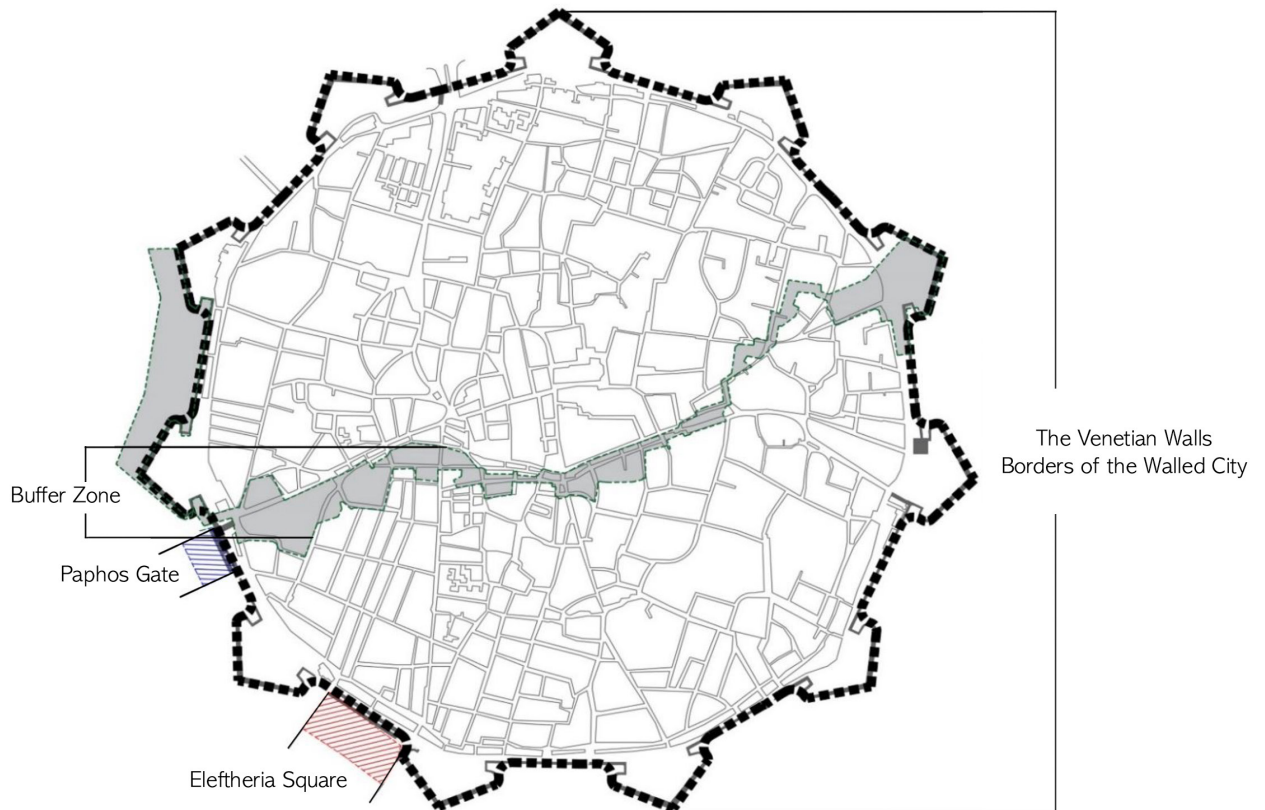 The Venetian Walls
Borders of the Walled City
Buffer Zone
Paphos Gate
Eleftheria Square